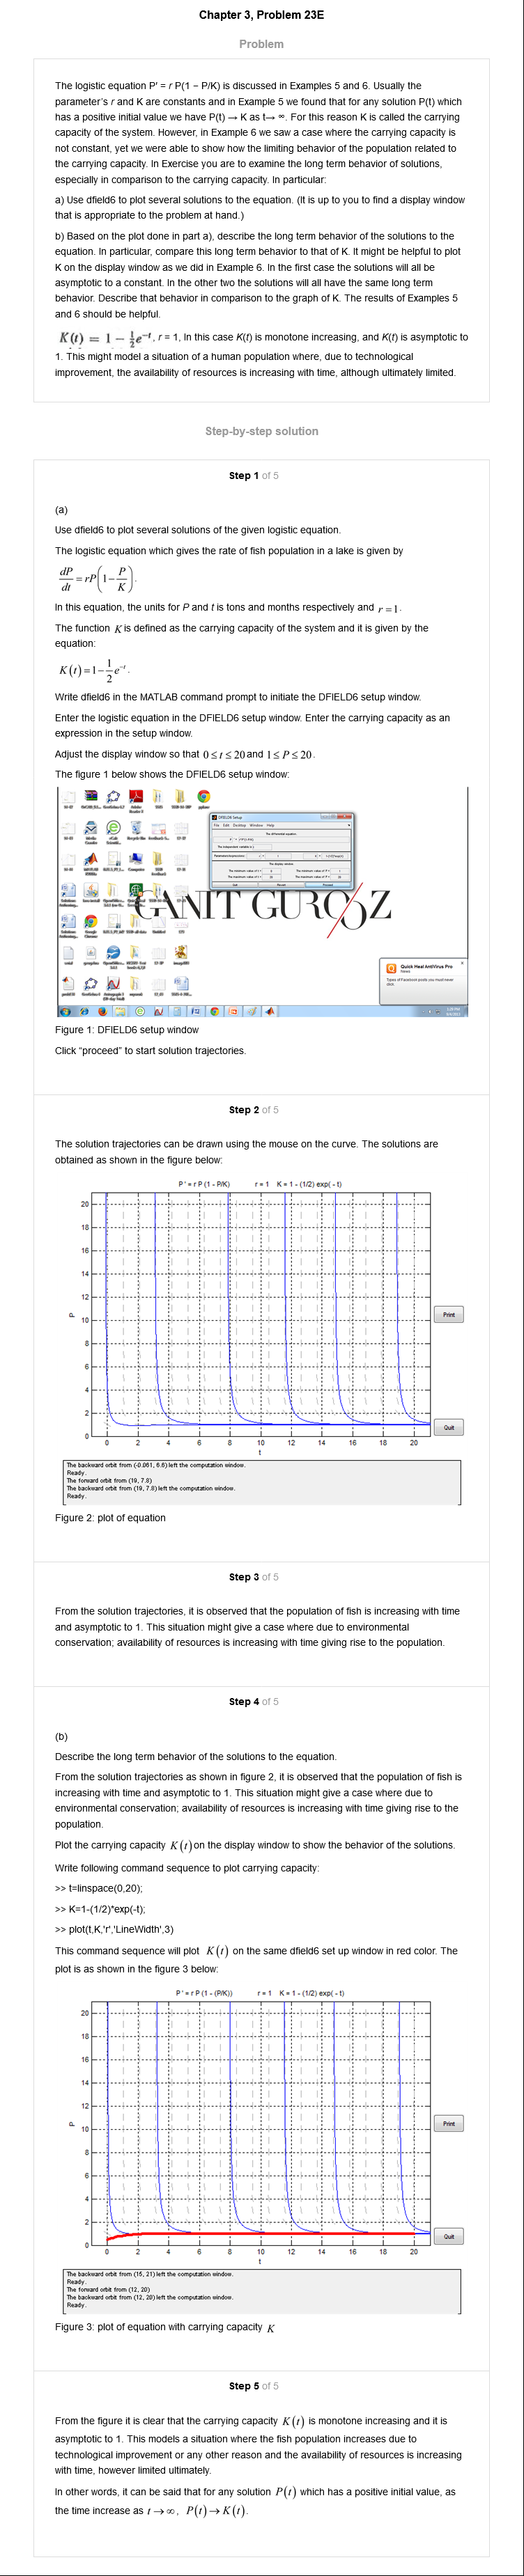 Chapter 3, Problem 23E
Problem
The logistic equation P′ = r P(1 − P/K) is discussed in Examples 5 and 6. Usually the
parameter's r and K are constants and in Example 5 we found that for any solution P(t) which
has a positive initial value we have P(t) → K as t→ ∞. For this reason K is called the carrying
capacity of the system. However, in Example 6 we saw a case where the carrying capacity is
not constant, yet we were able to show how the limiting behavior of the population related to
the carrying capacity. In Exercise you are to examine the long term behavior of solutions,
especially in comparison to the carrying capacity. In particular:
a) Use dfield6 to plot several solutions to the equation. (It is up to you to find a display window
that is appropriate to the problem at hand.)
b) Based on the plot done in part a), describe the long term behavior of the solutions to the
equation. In particular, compare this long term behavior to that of K. It might be helpful to plot
K on the display window as we did in Example 6. In the first case the solutions will all be
asymptotic to a constant. In the other two the solutions will all have the same long term
behavior. Describe that behavior in comparison to the graph of K. The results of Examples 5
and 6 should be helpful.
K(t) = 1 − ½e^−t, r = 1, In this case K(t) is monotone increasing, and K(t) is asymptotic to
1. This might model a situation of a human population where, due to technological
improvement, the availability of resources is increasing with time, although ultimately limited.
Step-by-step solution
Step 1 of 5
(a)
Use dfield6 to plot several solutions of the given logistic equation.
The logistic equation which gives the rate of fish population in a lake is given by
dP/dt = rP(1 − P/K).
In this equation, the units for P and t is tons and months respectively and r = 1.
The function K is defined as the carrying capacity of the system and it is given by the
equation:
K(t) = 1 − 1/2 e^−t.
Write dfield6 in the MATLAB command prompt to initiate the DFIELD6 setup window.
Enter the logistic equation in the DFIELD6 setup window. Enter the carrying capacity as an
expression in the setup window.
Adjust the display window so that 0 ≤ t ≤ 20 and 1 ≤ P ≤ 20.
The figure 1 below shows the DFIELD6 setup window:
DFIELD6 Setup
GANIT GUROOZ
Quick Heal AntiVirus Pro
News
Figure 1: DFIELD6 setup window
Click "proceed" to start solution trajectories.
Step 2 of 5
The solution trajectories can be drawn using the mouse on the curve. The solutions are
obtained as shown in the figure below:
P ' = r P (1 - P/K) r = 1 K = 1 - (1/2) exp( - t)
20
18
16
14
12
10
8
6
4
2
0
P
0 2 4 6 8 10 12 14 16 18 20
t
Print
Quit
The backward orbit from (-0.061, 6.6) left the computation window.
Ready.
The forward orbit from (19, 7.8)
The backward orbit from (19, 7.8) left the computation window.
Ready.
Figure 2: plot of equation
Step 3 of 5
From the solution trajectories, it is observed that the population of fish is increasing with time
and asymptotic to 1. This situation might give a case where due to environmental
conservation; availability of resources is increasing with time giving rise to the population.
Step 4 of 5
(b)
Describe the long term behavior of the solutions to the equation.
From the solution trajectories as shown in figure 2, it is observed that the population of fish is
increasing with time and asymptotic to 1. This situation might give a case where due to
environmental conservation; availability of resources is increasing with time giving rise to the
population.
Plot the carrying capacity K(t) on the display window to show the behavior of the solutions.
Write following command sequence to plot carrying capacity:
>> t=linspace(0,20);
>> K=1-(1/2)*exp(-t);
>> plot(t,K,'r','LineWidth',3)
This command sequence will plot K(t) on the same dfield6 set up window in red color. The
plot is as shown in the figure 3 below:
P ' = r P (1 - (P/K)) r = 1 K = 1 - (1/2) exp( - t)
20
18
16
14
12
10
8
6
4
2
0
P
0 2 4 6 8 10 12 14 16 18 20
t
Print
Quit
The backward orbit from (15, 21) left the computation window.
Ready.
The forward orbit from (12, 20)
The backward orbit from (12, 20) left the computation window.
Ready.
Figure 3: plot of equation with carrying capacity K
Step 5 of 5
From the figure it is clear that the carrying capacity K(t) is monotone increasing and it is
asymptotic to 1. This models a situation where the fish population increases due to
technological improvement or any other reason and the availability of resources is increasing
with time, however limited ultimately.
In other words, it can be said that for any solution P(t) which has a positive initial value, as
the time increase as t → ∞, P(t) → K(t).